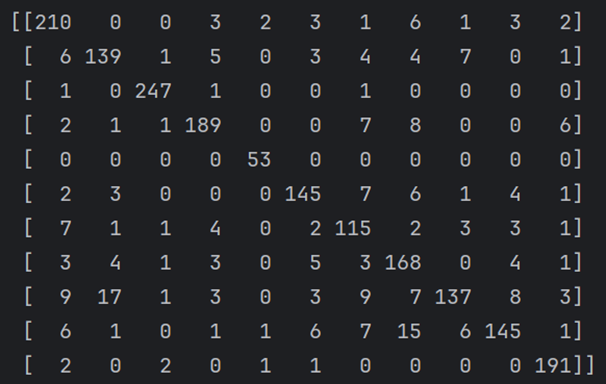 [[210 0 0 3 2 3 1 6 1 3 2]
[ 6 139 1 5 0 3 4 4 7 0 1]
[ 1 0 247 1 0 0 1 0 0 0 0]
[ 2 1 1 189 0 0 7 8 0 0 6]
[ 0 0 0 0 53 0 0 0 0 0 0]
[ 2 3 0 0 0 145 7 6 1 4 1]
[ 7 1 1 4 0 2 115 2 3 3 1]
[ 3 4 1 3 0 5 3 168 0 4 1]
[ 9 17 1 3 0 3 9 7 137 8 3]
[ 6 1 0 1 1 6 7 15 6 145 1]
[ 2 0 2 0 1 1 0 0 0 0 191]]